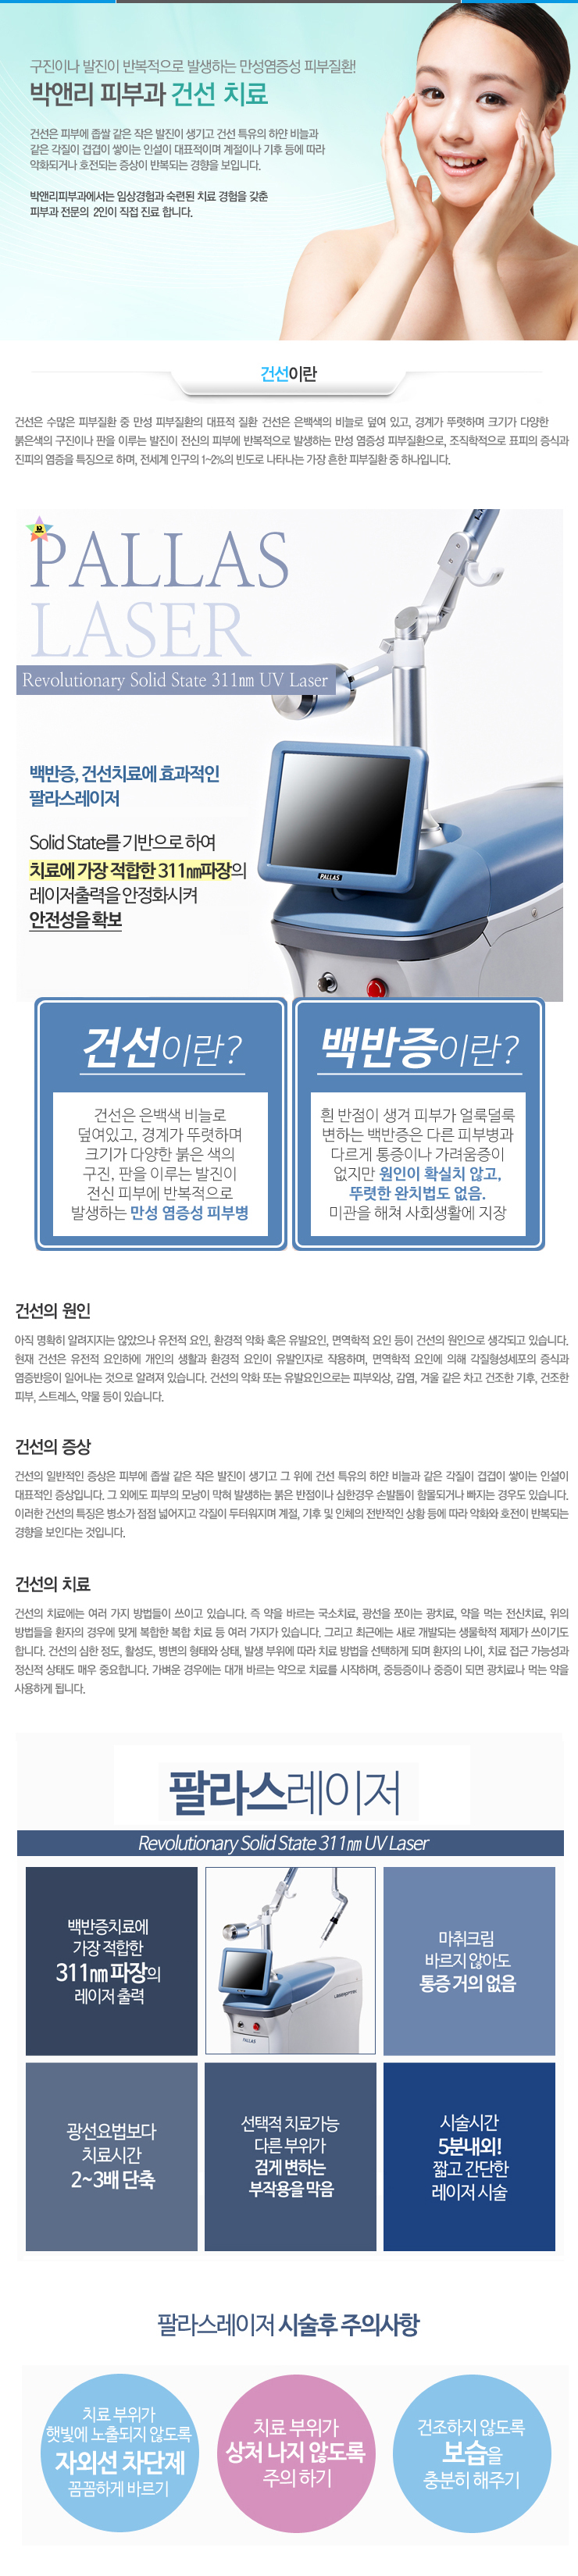 구진이나 발진이 반복적으로 발생하는 만성염증성 피부질환!
박앤리 피부과 건선 치료
건선은 피부에 좁쌀 같은 작은 발진이 생기고 건선 특유의 하얀 비늘과
같은 각질이 겹겹이 쌓이는 인설이 대표적이며 계절이나 기후 등에 따라
악화되거나 호전되는 증상이 반복되는 경향을 보입니다.
박앤리피부과에서는 임상경험과 숙련된 치료 경험을 갖춘
피부과 전문의 2인이 직접 진료 합니다.
건선이란
건선은 수많은 피부질환 중 만성 피부질환의 대표적 질환 건선은 은백색의 비늘로 덮여 있고, 경계가 뚜렷하며 크기가 다양한
붉은색의 구진이나 판을 이루는 발진이 전신의 피부에 반복적으로 발생하는 만성 염증성 피부질환으로, 조직학적으로 표피의 증식과
진피의 염증을 특징으로 하며, 전세계 인구의 1~2%의 빈도로 나타나는 가장 흔한 피부질환 중 하나입니다.
PALLAS
LASER
Revolutionary Solid State 311㎚ UV Laser
백반증, 건선치료에 효과적인
팔라스레이저
Solid State를 기반으로 하여
치료에 가장 적합한 311㎚파장의
레이저출력을 안정화시켜
안전성을 확보
PALLAS
건선이란?
건선은 은백색 비늘로
덮여있고, 경계가 뚜렷하며
크기가 다양한 붉은 색의
구진, 판을 이루는 발진이
전신 피부에 반복적으로
발생하는 만성 염증성 피부병
백반증이란?
흰 반점이 생겨 피부가 얼룩덜룩
변하는 백반증은 다른 피부병과
다르게 통증이나 가려움증이
없지만 원인이 확실치 않고,
뚜렷한 완치법도 없음.
미관을 해쳐 사회생활에 지장
건선의 원인
아직 명확히 알려지지는 않았으나 유전적 요인, 환경적 악화 혹은 유발요인, 면역학적 요인 등이 건선의 원인으로 생각되고 있습니다.
현재 건선은 유전적 요인하에 개인의 생활과 환경적 요인이 유발인자로 작용하며, 면역학적 요인에 의해 각질형성세포의 증식과
염증반응이 일어나는 것으로 알려져 있습니다. 건선의 악화 또는 유발요인으로는 피부외상, 감염, 겨울 같은 차고 건조한 기후, 건조한
피부, 스트레스, 약물 등이 있습니다.
건선의 증상
건선의 일반적인 증상은 피부에 좁쌀 같은 작은 발진이 생기고 그 위에 건선 특유의 하얀 비늘과 같은 각질이 겹겹이 쌓이는 인설이
대표적인 증상입니다. 그 외에도 피부의 모낭이 막혀 발생하는 붉은 반점이나 심한경우 손발톱이 함몰되거나 빠지는 경우도 있습니다.
이러한 건선의 특징은 병소가 점점 넓어지고 각질이 두터워지며 계절, 기후 및 인체의 전반적인 상황 등에 따라 악화와 호전이 반복되는
경향을 보인다는 것입니다.
건선의 치료
건선의 치료에는 여러 가지 방법들이 쓰이고 있습니다. 즉 약을 바르는 국소치료, 광선을 쪼이는 광치료, 약을 먹는 전신치료, 위의
방법들을 환자의 경우에 맞게 복합한 복합 치료 등 여러 가지가 있습니다. 그리고 최근에는 새로 개발되는 생물학적 제제가 쓰이기도
합니다. 건선의 심한 정도, 활성도, 병변의 형태와 상태, 발생 부위에 따라 치료 방법을 선택하게 되며 환자의 나이, 치료 접근 가능성과
정신적 상태도 매우 중요합니다. 가벼운 경우에는 대개 바르는 약으로 치료를 시작하며, 중등증이나 중증이 되면 광치료나 먹는 약을
사용하게 됩니다.
팔라스레이저
Revolutionary Solid State 311㎚ UV Laser
백반증치료에
가장 적합한
311㎚ 파장의
레이저 출력
PALLAS
마취크림
바르지 않아도
통증 거의 없음
광선요법보다
치료시간
2~3배 단축
선택적 치료가능
다른 부위가
검게 변하는
부작용을 막음
시술시간
5분내외!
짧고 간단한
레이저 시술
팔라스레이저 시술후 주의사항
치료 부위가
햇빛에 노출되지 않도록
자외선 차단제
꼼꼼하게 바르기
치료 부위가
상처 나지 않도록
주의 하기
건조하지 않도록
보습을
충분히 해주기